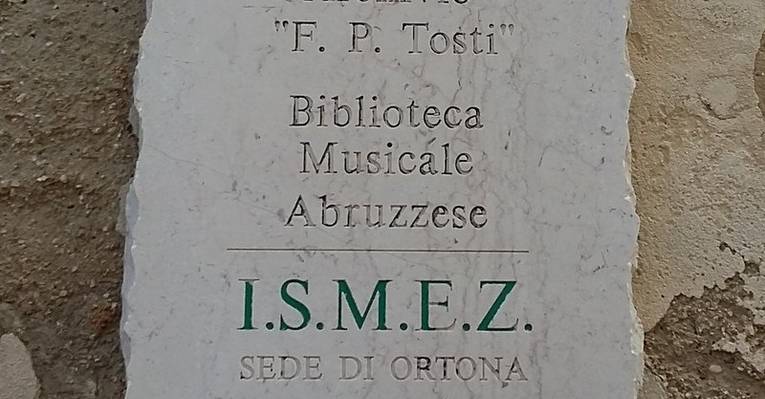 "F. P. Tosti"
Biblioteca
Musicale
Abruzzese
I.S.M.E.Z.
SEDE DI ORTONA